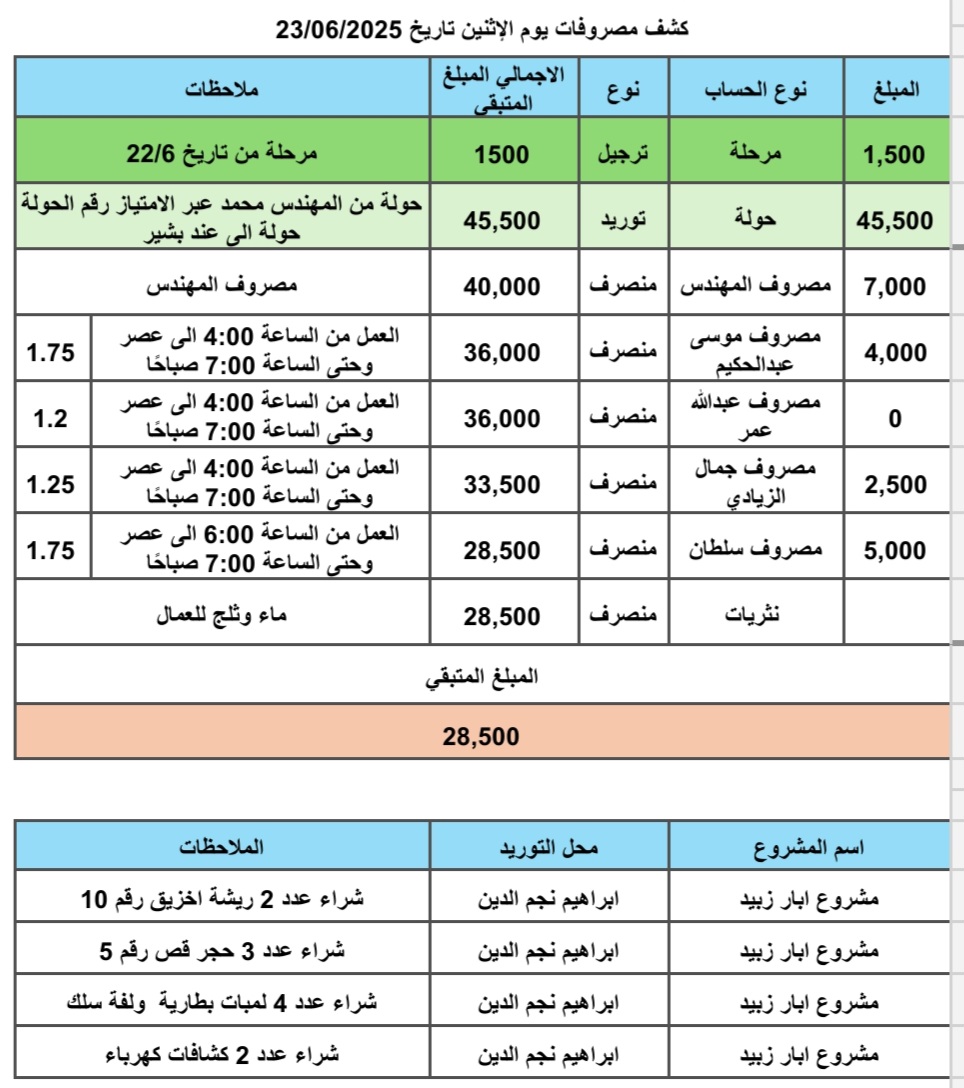 كشف مصروفات يوم الإثنين تاريخ 23/06/2025
المبلغ نوع الحساب نوع الاجمالي المبلغ المتبقي ملاحظات
1,500 مرحلة ترجيل 1500 مرحلة من تاريخ 22/6
45,500 حولة توريد 45,500 حولة من المهندس محمد عبر الامتياز رقم الحولة
حولة الى عند بشير
7,000 مصروف المهندس منصرف 40,000 مصروف المهندس
4,000 مصروف موسى عبدالحكيم منصرف 36,000 العمل من الساعة 4:00 الى عصر
وحتى الساعة 7:00 صباحًا 1.75
0 مصروف عبدالله عمر منصرف 36,000 العمل من الساعة 4:00 الى عصر
وحتى الساعة 7:00 صباحًا 1.2
2,500 مصروف جمال الزيادي منصرف 33,500 العمل من الساعة 4:00 الى عصر
وحتى الساعة 7:00 صباحًا 1.25
5,000 مصروف سلطان منصرف 28,500 العمل من الساعة 6:00 الى عصر
وحتى الساعة 7:00 صباحًا 1.75
نثريات منصرف 28,500 ماء وثلج للعمال
المبلغ المتبقي
28,500
اسم المشروع محل التوريد الملاحظات
مشروع ابار زبيد ابراهيم نجم الدين شراء عدد 2 ريشة اخزيق رقم 10
مشروع ابار زبيد ابراهيم نجم الدين شراء عدد 3 حجر قص رقم 5
مشروع ابار زبيد ابراهيم نجم الدين شراء عدد 4 لمبات بطارية ولفة سلك
مشروع ابار زبيد ابراهيم نجم الدين شراء عدد 2 كشافات كهرباء